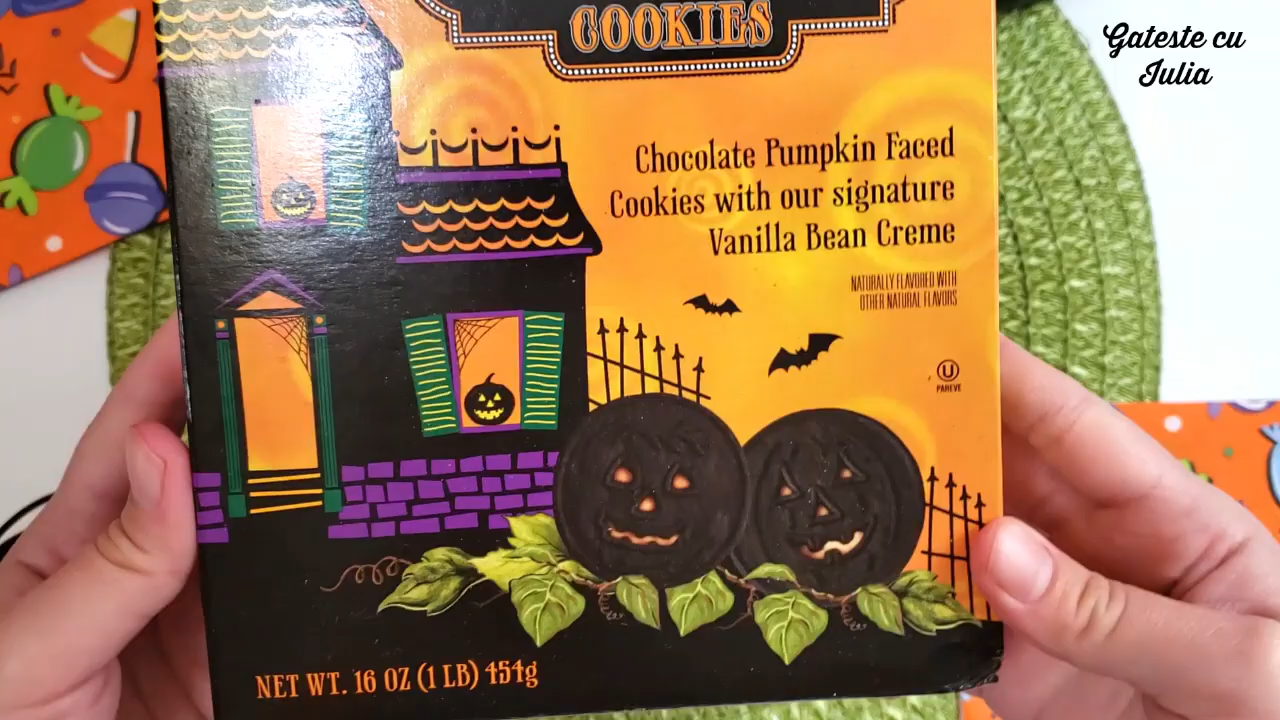 COOKIES
Gateste cu
Iulia
Chocolate Pumpkin Faced
Cookies with our signature
Vanilla Bean Creme
NATURALLY FLAVORED WITH
OTHER NATURAL FLAVORS
U
PAREVE
NET WT. 16 OZ (1 LB) 454g